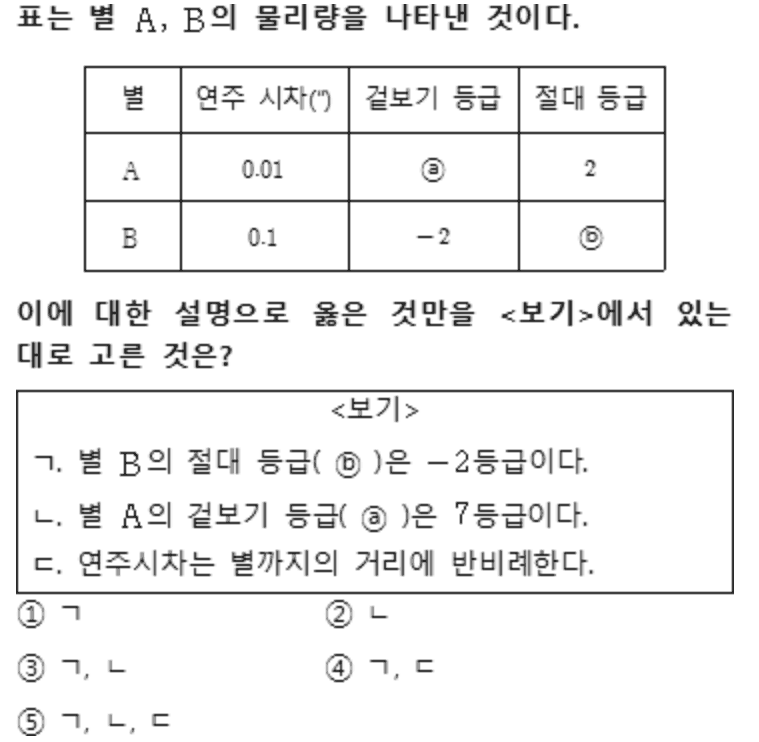 표는 별 A, B의 물리량을 나타낸 것이다.
별 연주 시차(″) 겉보기 등급 절대 등급
A 0.01 ⓐ 2
B 0.1 －2 ⓑ
이에 대한 설명으로 옳은 것만을 <보기>에서 있는
대로 고른 것은?
<보기>
ㄱ. 별 B의 절대 등급( ⓑ )은 －2등급이다.
ㄴ. 별 A의 겉보기 등급( ⓐ )은 7등급이다.
ㄷ. 연주시차는 별까지의 거리에 반비례한다.
① ㄱ ② ㄴ
③ ㄱ, ㄴ ④ ㄱ, ㄷ
⑤ ㄱ, ㄴ, ㄷ